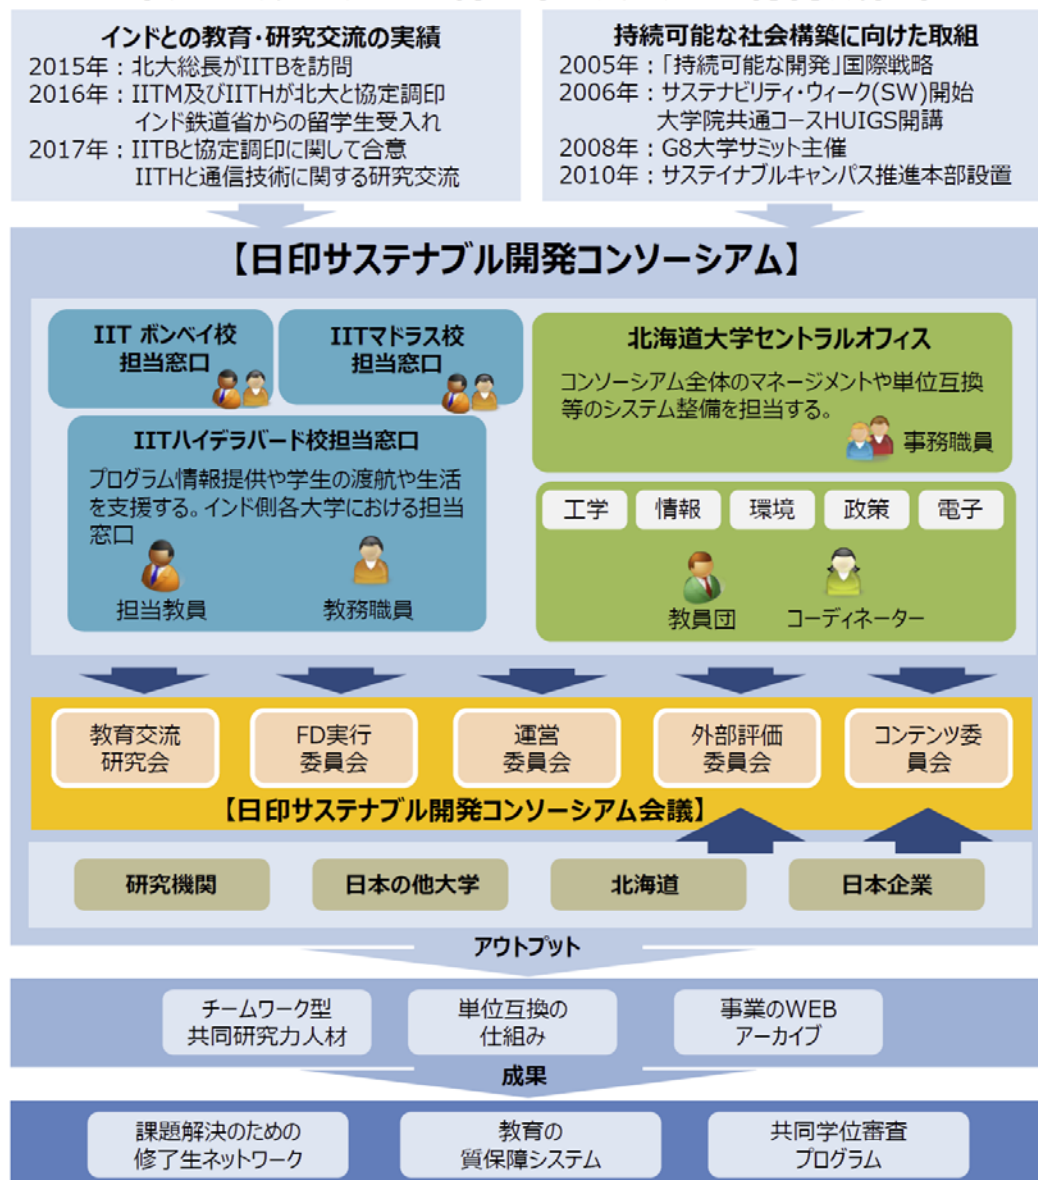 インドとの教育・研究交流の実績
2015年：北大総長がIITBを訪問
2016年：IITM及びIITHが北大と協定調印
インド鉄道省からの留学生受入れ
2017年：IITBと協定調印に関して合意
IITHと通信技術に関する研究交流
持続可能な社会構築に向けた取組
2005年：「持続可能な開発」国際戦略
2006年：サステナビリティ・ウィーク(SW)開始
大学院共通コースHUIGS開講
2008年：G8大学サミット主催
2010年：サステイナブルキャンパス推進本部設置
【日印サステナブル開発コンソーシアム】
IIT ボンベイ校
担当窓口
IITマドラス校
担当窓口
IITハイデラバード校担当窓口
プログラム情報提供や学生の渡航や生活
を支援する。インド側各大学における担当
窓口
担当教員
教務職員
北海道大学セントラルオフィス
コンソーシアム全体のマネージメントや単位互換
等のシステム整備を担当する。
事務職員
工学
情報
環境
政策
電子
教員団
コーディネーター
教育交流
研究会
FD実行
委員会
運営
委員会
外部評価
委員会
コンテンツ委
員会
【日印サステナブル開発コンソーシアム会議】
研究機関
日本の他大学
北海道
日本企業
アウトプット
チームワーク型
共同研究力人材
単位互換の
仕組み
事業のWEB
アーカイブ
成果
課題解決のための
修了生ネットワーク
教育の
質保障システム
共同学位審査
プログラム